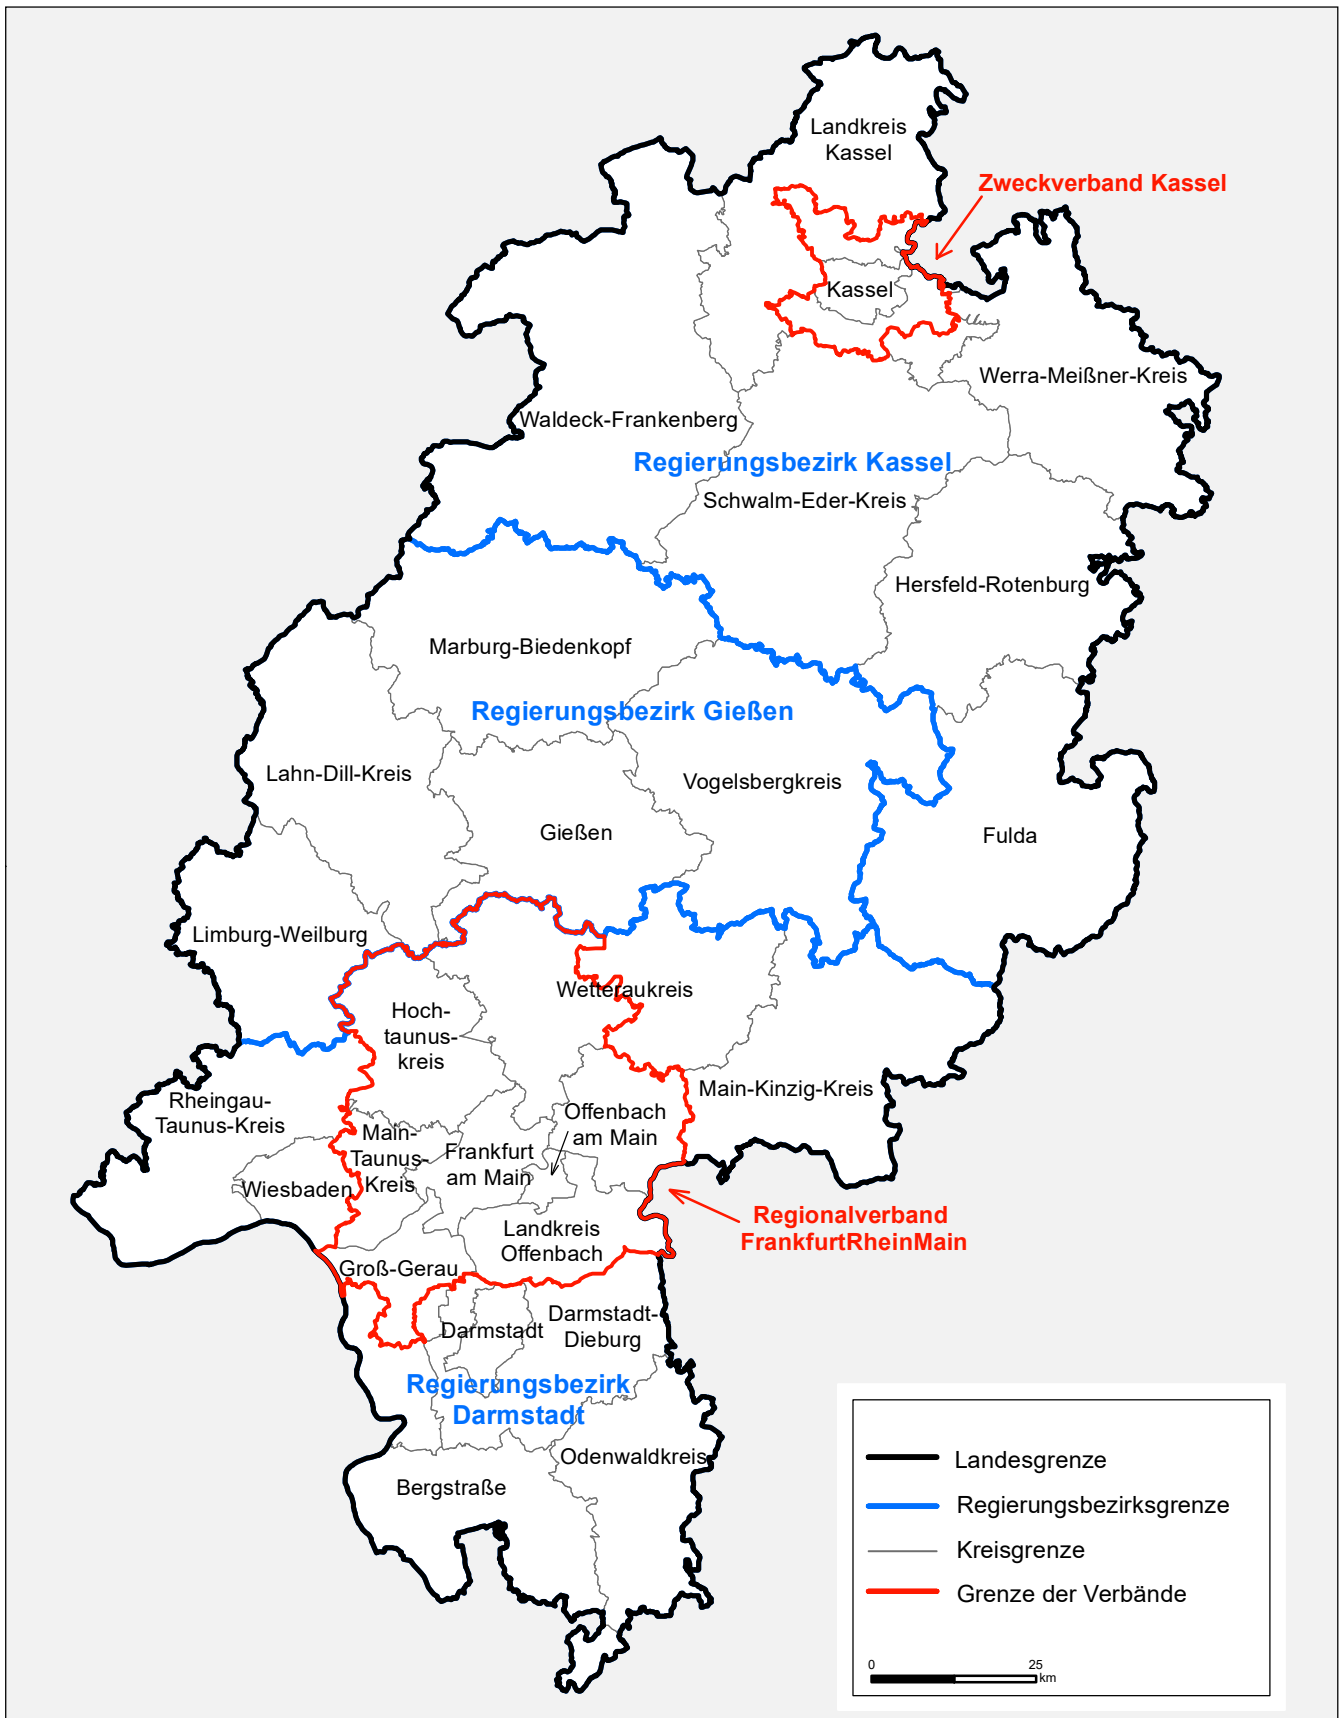 Landkreis
Kassel
Zweckverband Kassel
Kassel
Werra-Meißner-Kreis
Waldeck-Frankenberg
Regierungsbezirk Kassel
Schwalm-Eder-Kreis
Hersfeld-Rotenburg
Marburg-Biedenkopf
Regierungsbezirk Gießen
Lahn-Dill-Kreis
Vogelsbergkreis
Gießen
Fulda
Limburg-Weilburg
Wetteraukreis
Hoch-
taunus-
kreis
Main-Kinzig-Kreis
Rheingau-
Taunus-Kreis
Offenbach
am Main
Main-
Taunus-
Kreis
Frankfurt
am Main
Wiesbaden
Regionalverband
FrankfurtRheinMain
Landkreis
Offenbach
Groß-Gerau
Darmstadt
Darmstadt-
Dieburg
Regierungsbezirk
Darmstadt
Odenwaldkreis
Bergstraße
Landesgrenze
Regierungsbezirksgrenze
Kreisgrenze
Grenze der Verbände
0 25
km